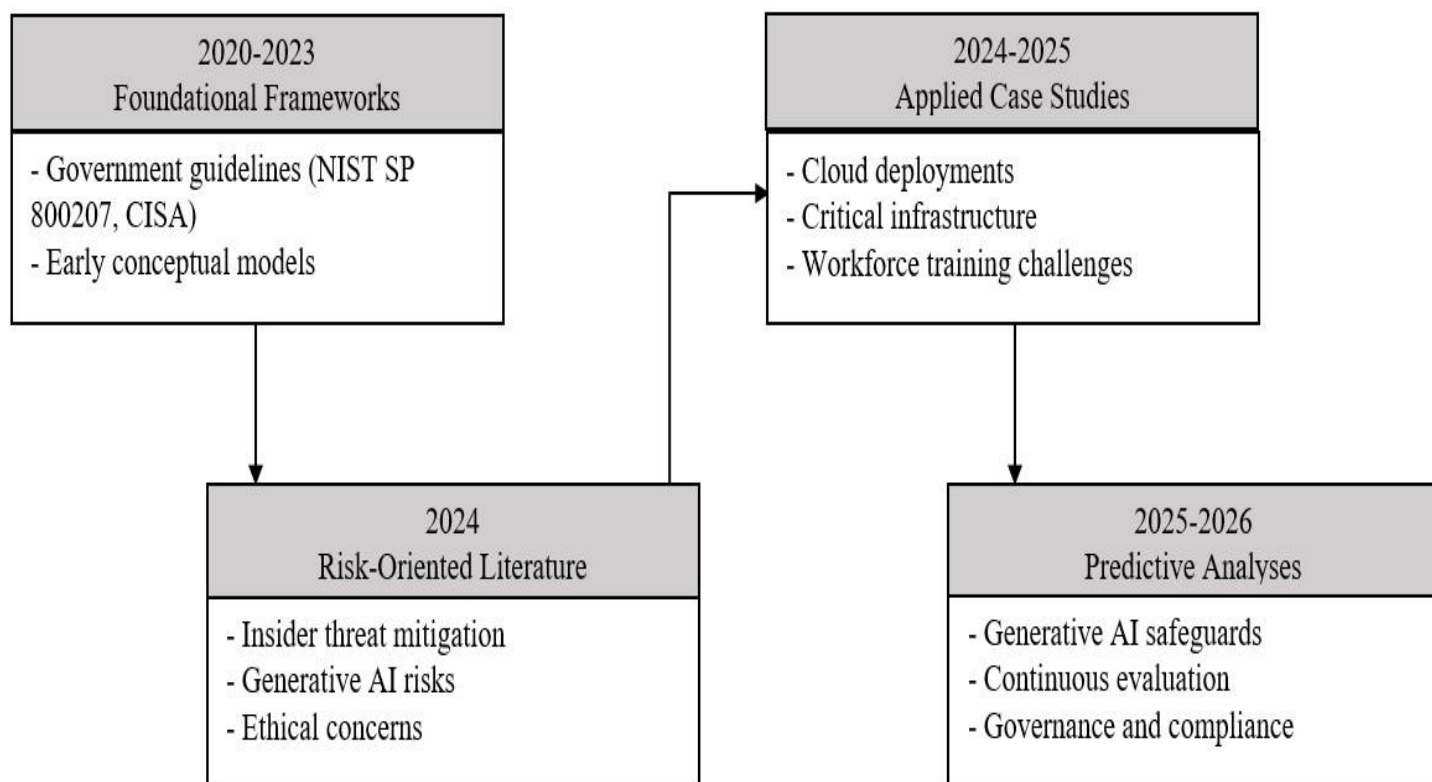 2020-2023
Foundational Frameworks
- Government guidelines (NIST SP
800207, CISA)
- Early conceptual models
2024
Risk-Oriented Literature
- Insider threat mitigation
- Generative AI risks
- Ethical concerns
2024-2025
Applied Case Studies
- Cloud deployments
- Critical infrastructure
- Workforce training challenges
2025-2026
Predictive Analyses
- Generative AI safeguards
- Continuous evaluation
- Governance and compliance